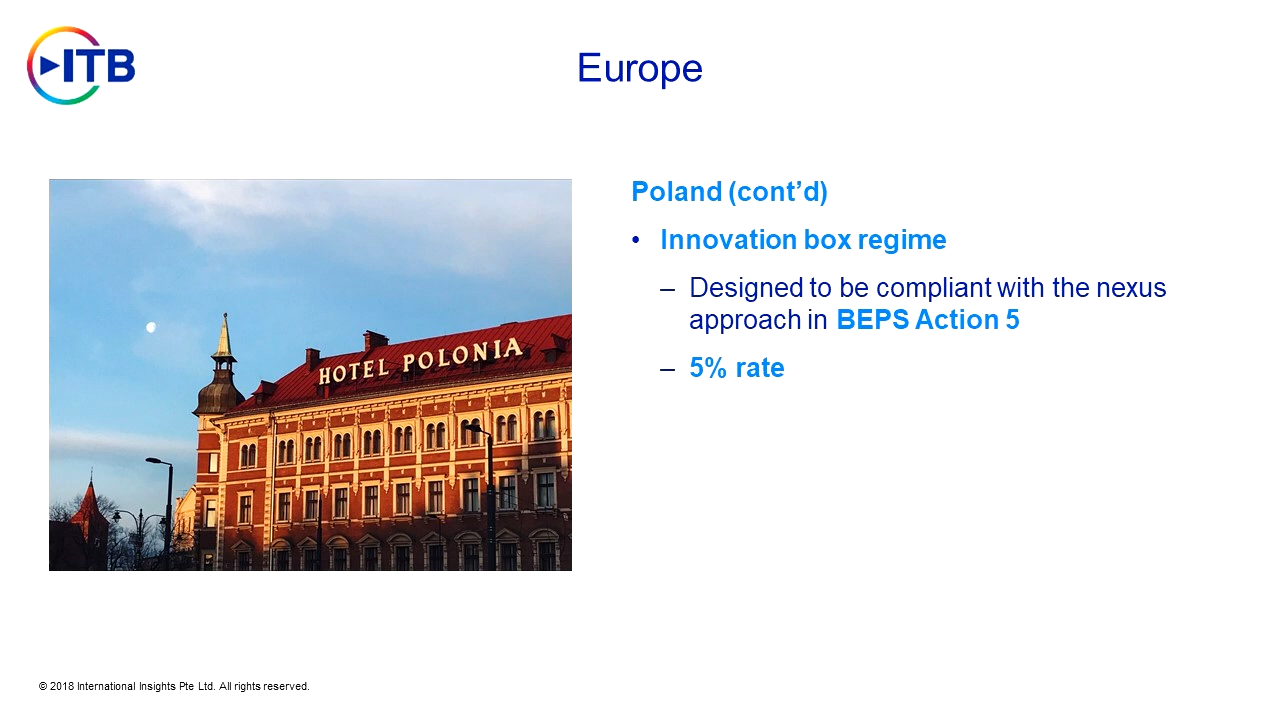 ITB
Europe
HOTEL POLONIA
Poland (cont’d)
• Innovation box regime
– Designed to be compliant with the nexus
approach in BEPS Action 5
– 5% rate
© 2018 International Insights Pte Ltd. All rights reserved.